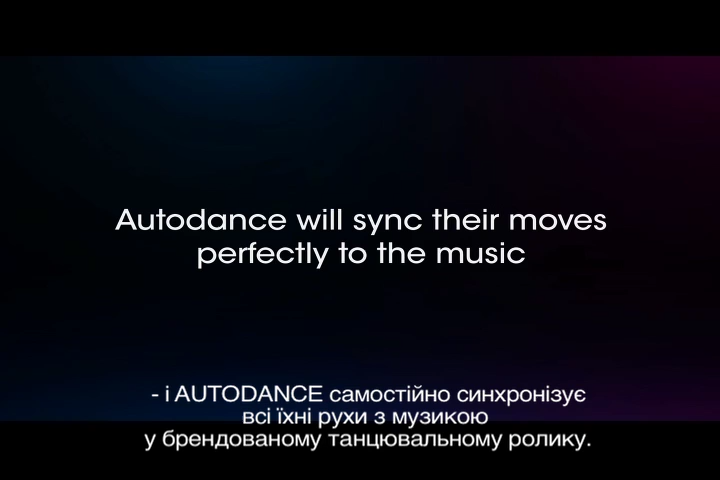 Autodance will sync their moves
perfectly to the music
- і AUTODANCE самостійно синхронізує
всі їхні рухи з музикою
у брендованому танцювальному ролику.